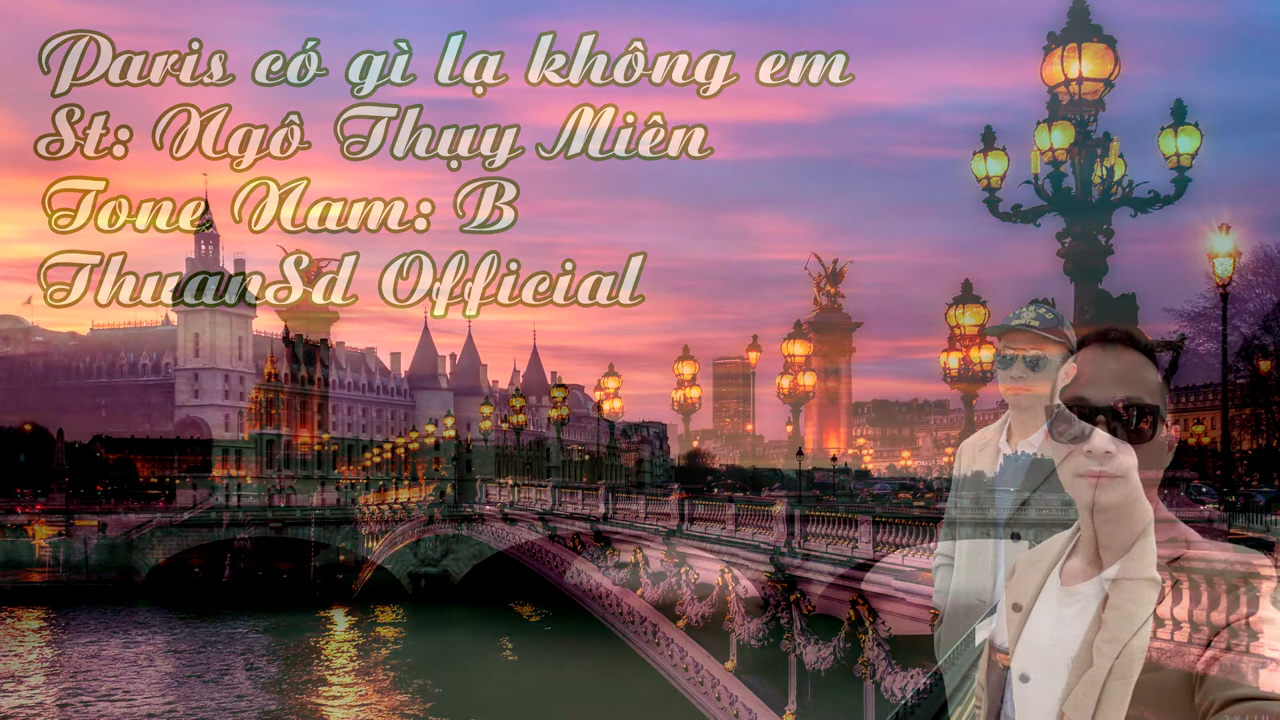 Paris có gì lạ không em
St: Ngô Thụy Miên
Tone Nam: B
ThuanSd Official